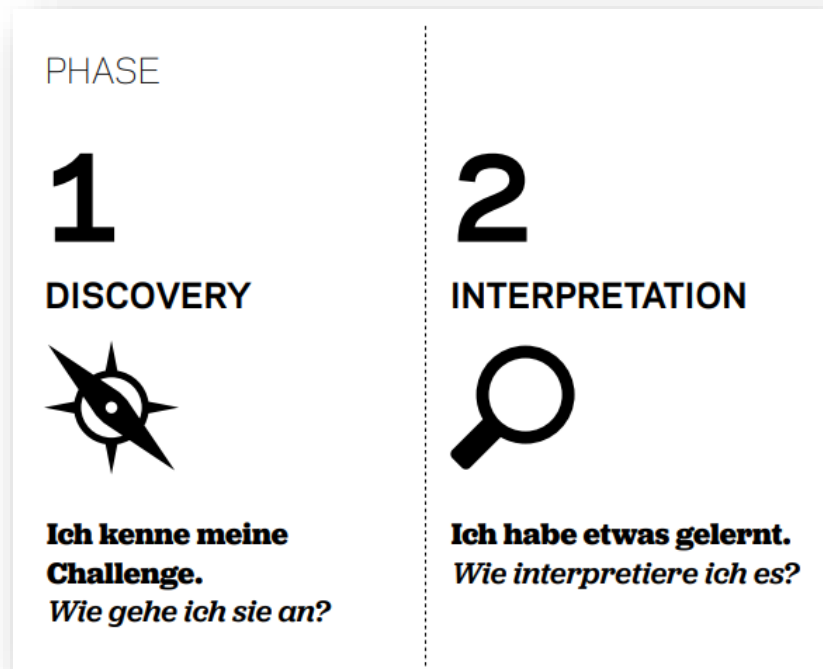 PHASE
1
DISCOVERY
Ich kenne meine
Challenge.
Wie gehe ich sie an?
2
INTERPRETATION
Ich habe etwas gelernt.
Wie interpretiere ich es?